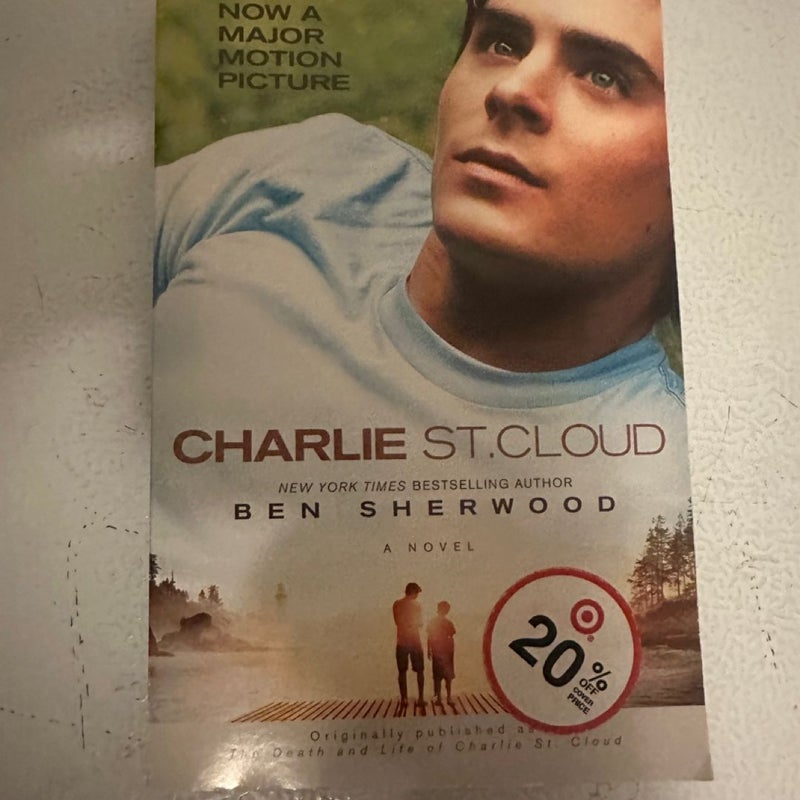 NOW A
MAJOR
MOTION
PICTURE
CHARLIE ST.CLOUD
NEW YORK TIMES BESTSELLING AUTHOR
BEN SHERWOOD
A NOVEL
20%
OFF
COVER
PRICE
Originally published as
The Death and Life of Charlie St. Cloud